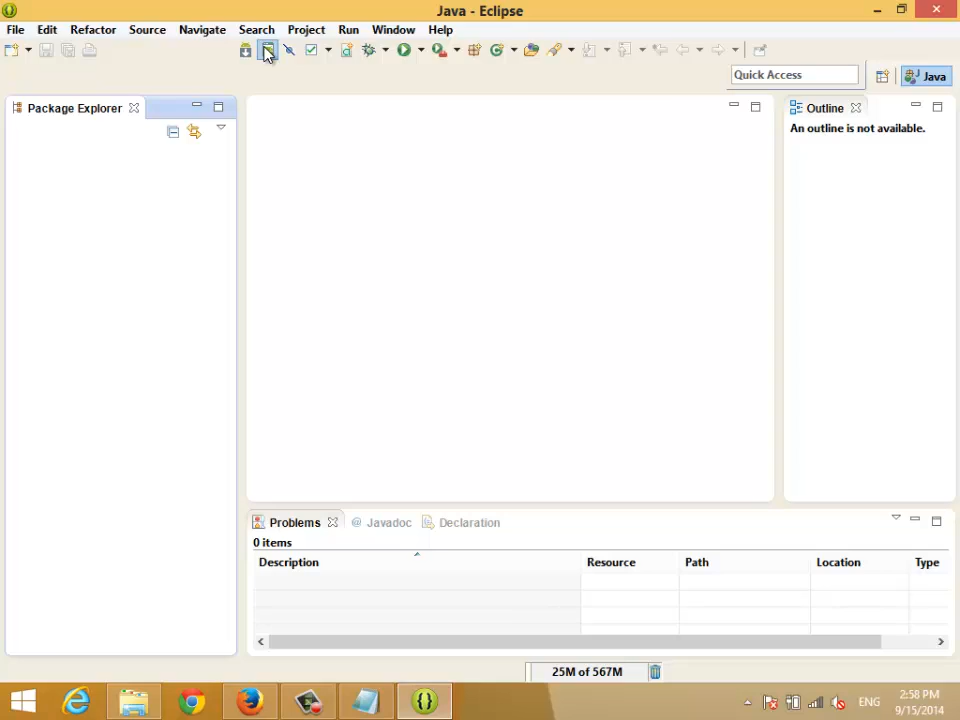 Java - Eclipse
File Edit Refactor Source Navigate Search Project Run Window Help
Quick Access
Java
Package Explorer
Outline
An outline is not available.
Problems @ Javadoc Declaration
0 items
Description Resource Path Location Type
25M of 567M
ENG
2:58 PM
9/15/2014